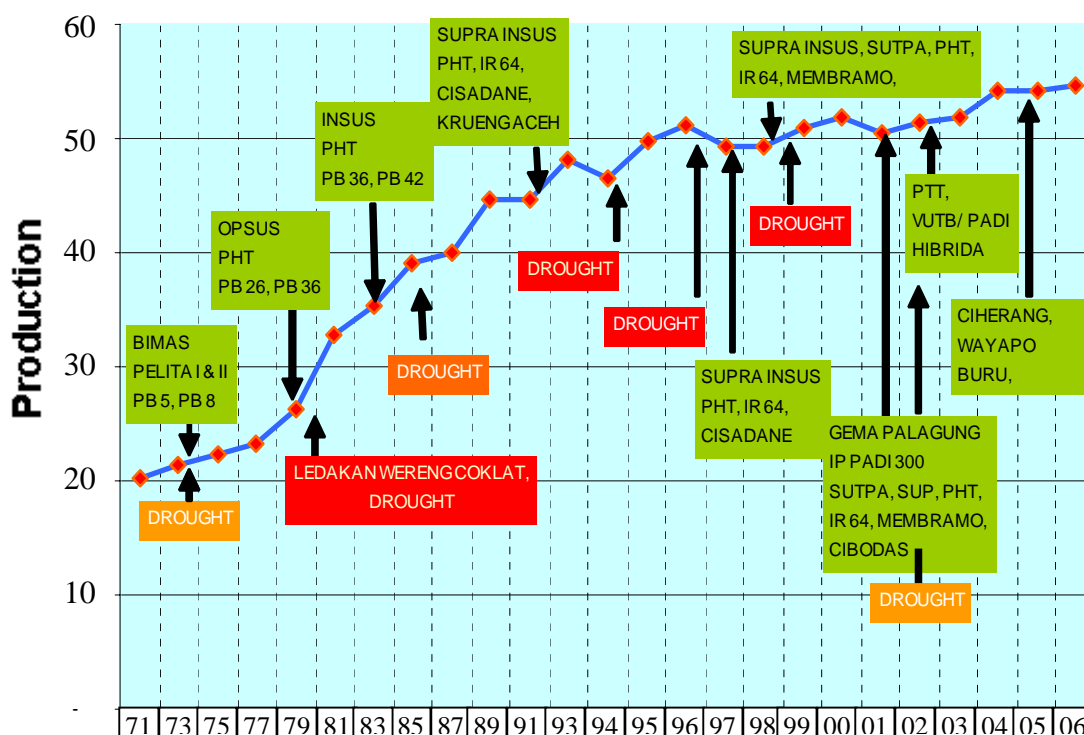 Production
60
50
40
30
20
10
-
BIMAS
PELITA I & II
PB 5, PB 8
DROUGHT
OPSUS
PHT
PB 26, PB 36
LEDAKAN WERENG COKLAT,
DROUGHT
INSUS
PHT
PB 36, PB 42
DROUGHT
SUPRA INSUS
PHT, IR 64,
CISADANE,
KRUENG ACEH
DROUGHT
DROUGHT
SUPRA INSUS
PHT, IR 64,
CISADANE
SUPRA INSUS, SUTPA, PHT,
IR 64, MEMBRAMO,
DROUGHT
GEMA PALAGUNG
IP PADI 300
SUTPA, SUP, PHT,
IR 64, MEMBRAMO,
CIBODAS
DROUGHT
PTT,
VUTB/ PADI
HIBRIDA
CIHERANG,
WAYAPO
BURU,
71 73 75 77 79 81 83 85 87 89 91 93 94 95 96 97 98 99 00 01 02 03 04 05 06